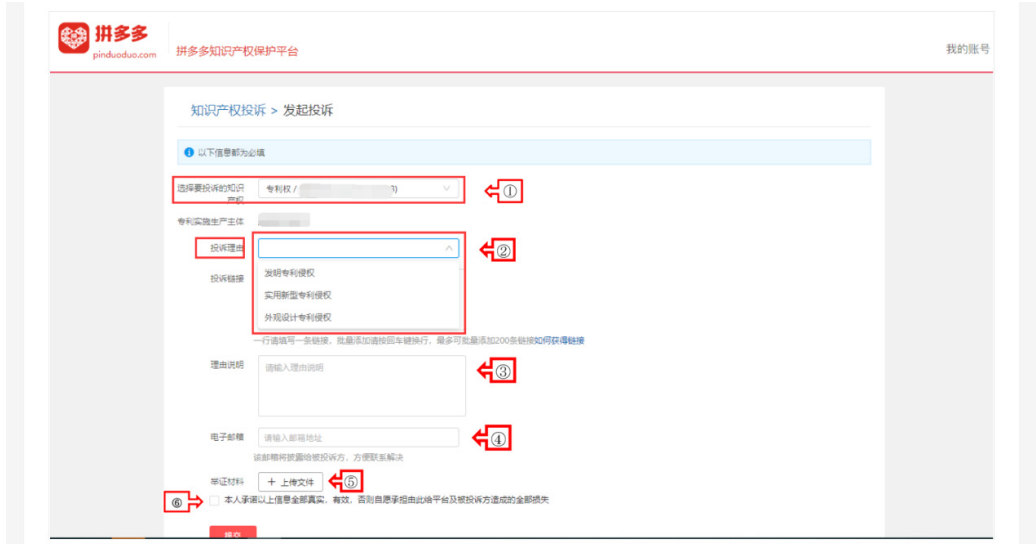 拼多多
pinduoduo.com
拼多多知识产权保护平台
我的账号
知识产权投诉 > 发起投诉
以下信息都为必填
选择要投诉的知识
产权
专利权 /
①
专利实施生产主体
投诉理由
②
发明专利侵权
投诉链接
实用新型专利侵权
外观设计专利侵权
一行请填写一条链接，批量添加请按回车键换行，最多可批量添加200条链接如何获得链接
理由说明
请输入理由说明
③
电子邮箱
请输入邮箱地址
④
该邮箱将披露给被投诉方，方便联系解决
举证材料
+ 上传文件
⑤
⑥
本人承诺以上信息全部真实、有效，否则自愿承担由此给平台及被投诉方造成的全部损失
提交